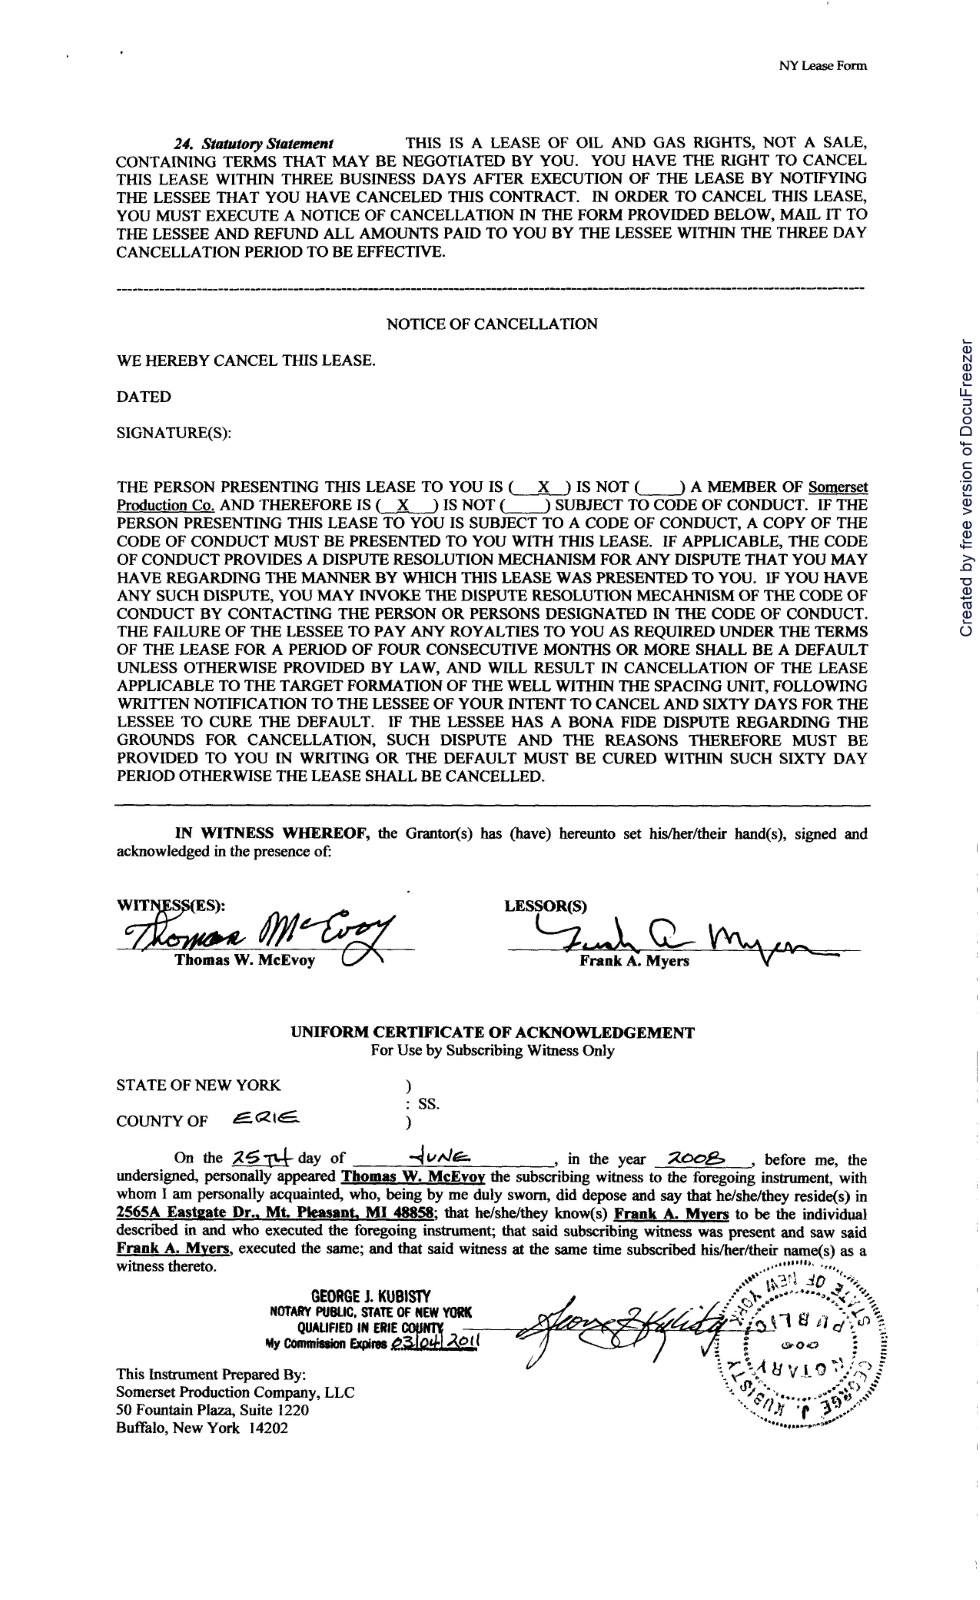 NY Lease Form
24. Statutory Statement THIS IS A LEASE OF OIL AND GAS RIGHTS, NOT A SALE,
CONTAINING TERMS THAT MAY BE NEGOTIATED BY YOU. YOU HAVE THE RIGHT TO CANCEL
THIS LEASE WITHIN THREE BUSINESS DAYS AFTER EXECUTION OF THE LEASE BY NOTIFYING
THE LESSEE THAT YOU HAVE CANCELED THIS CONTRACT. IN ORDER TO CANCEL THIS LEASE,
YOU MUST EXECUTE A NOTICE OF CANCELLATION IN THE FORM PROVIDED BELOW, MAIL IT TO
THE LESSEE AND REFUND ALL AMOUNTS PAID TO YOU BY THE LESSEE WITHIN THE THREE DAY
CANCELLATION PERIOD TO BE EFFECTIVE.
NOTICE OF CANCELLATION
WE HEREBY CANCEL THIS LEASE.
DATED
SIGNATURE(S):
THE PERSON PRESENTING THIS LEASE TO YOU IS (__X__) IS NOT (____) A MEMBER OF Somerset
Production Co. AND THEREFORE IS (__X__) IS NOT (____) SUBJECT TO CODE OF CONDUCT. IF THE
PERSON PRESENTING THIS LEASE TO YOU IS SUBJECT TO A CODE OF CONDUCT, A COPY OF THE
CODE OF CONDUCT MUST BE PRESENTED TO YOU WITH THIS LEASE. IF APPLICABLE, THE CODE
OF CONDUCT PROVIDES A DISPUTE RESOLUTION MECHANISM FOR ANY DISPUTE THAT YOU MAY
HAVE REGARDING THE MANNER BY WHICH THIS LEASE WAS PRESENTED TO YOU. IF YOU HAVE
ANY SUCH DISPUTE, YOU MAY INVOKE THE DISPUTE RESOLUTION MECAHNISM OF THE CODE OF
CONDUCT BY CONTACTING THE PERSON OR PERSONS DESIGNATED IN THE CODE OF CONDUCT.
THE FAILURE OF THE LESSEE TO PAY ANY ROYALTIES TO YOU AS REQUIRED UNDER THE TERMS
OF THE LEASE FOR A PERIOD OF FOUR CONSECUTIVE MONTHS OR MORE SHALL BE A DEFAULT
UNLESS OTHERWISE PROVIDED BY LAW, AND WILL RESULT IN CANCELLATION OF THE LEASE
APPLICABLE TO THE TARGET FORMATION OF THE WELL WITHIN THE SPACING UNIT, FOLLOWING
WRITTEN NOTIFICATION TO THE LESSEE OF YOUR INTENT TO CANCEL AND SIXTY DAYS FOR THE
LESSEE TO CURE THE DEFAULT. IF THE LESSEE HAS A BONA FIDE DISPUTE REGARDING THE
GROUNDS FOR CANCELLATION, SUCH DISPUTE AND THE REASONS THEREFORE MUST BE
PROVIDED TO YOU IN WRITING OR THE DEFAULT MUST BE CURED WITHIN SUCH SIXTY DAY
PERIOD OTHERWISE THE LEASE SHALL BE CANCELLED.
IN WITNESS WHEREOF, the Grantor(s) has (have) hereunto set his/her/their hand(s), signed and
acknowledged in the presence of:
WITNESS(ES): LESSOR(S)
Thomas McEvoy Frank A Myers
Thomas W. McEvoy Frank A. Myers
UNIFORM CERTIFICATE OF ACKNOWLEDGEMENT
For Use by Subscribing Witness Only
STATE OF NEW YORK )
: SS.
COUNTY OF ERIE )
On the 25TH day of JUNE, in the year 2008, before me, the
undersigned, personally appeared Thomas W. McEvoy the subscribing witness to the foregoing instrument, with
whom I am personally acquainted, who, being by me duly sworn, did depose and say that he/she/they reside(s) in
2565A Eastgate Dr., Mt. Pleasant, MI 48858; that he/she/they know(s) Frank A. Myers to be the individual
described in and who executed the foregoing instrument; that said subscribing witness was present and saw said
Frank A. Myers, executed the same; and that said witness at the same time subscribed his/her/their name(s) as a
witness thereto.
GEORGE J. KUBISTY
NOTARY PUBLIC, STATE OF NEW YORK
QUALIFIED IN ERIE COUNTY
My Commission Expires 03/04/2011
George J Kubisty
STATE OF NEW YORK
PUBLIC
NOTARY
GEORGE J. KUBISTY
This Instrument Prepared By:
Somerset Production Company, LLC
50 Fountain Plaza, Suite 1220
Buffalo, New York 14202
Created by free version of DocuFreezer